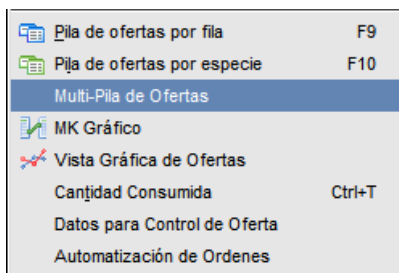 Pila de ofertas por fila F9
Pila de ofertas por especie F10
Multi-Pila de Ofertas
MK Gráfico
Vista Gráfica de Ofertas
Cantidad Consumida Ctrl+T
Datos para Control de Oferta
Automatización de Ordenes